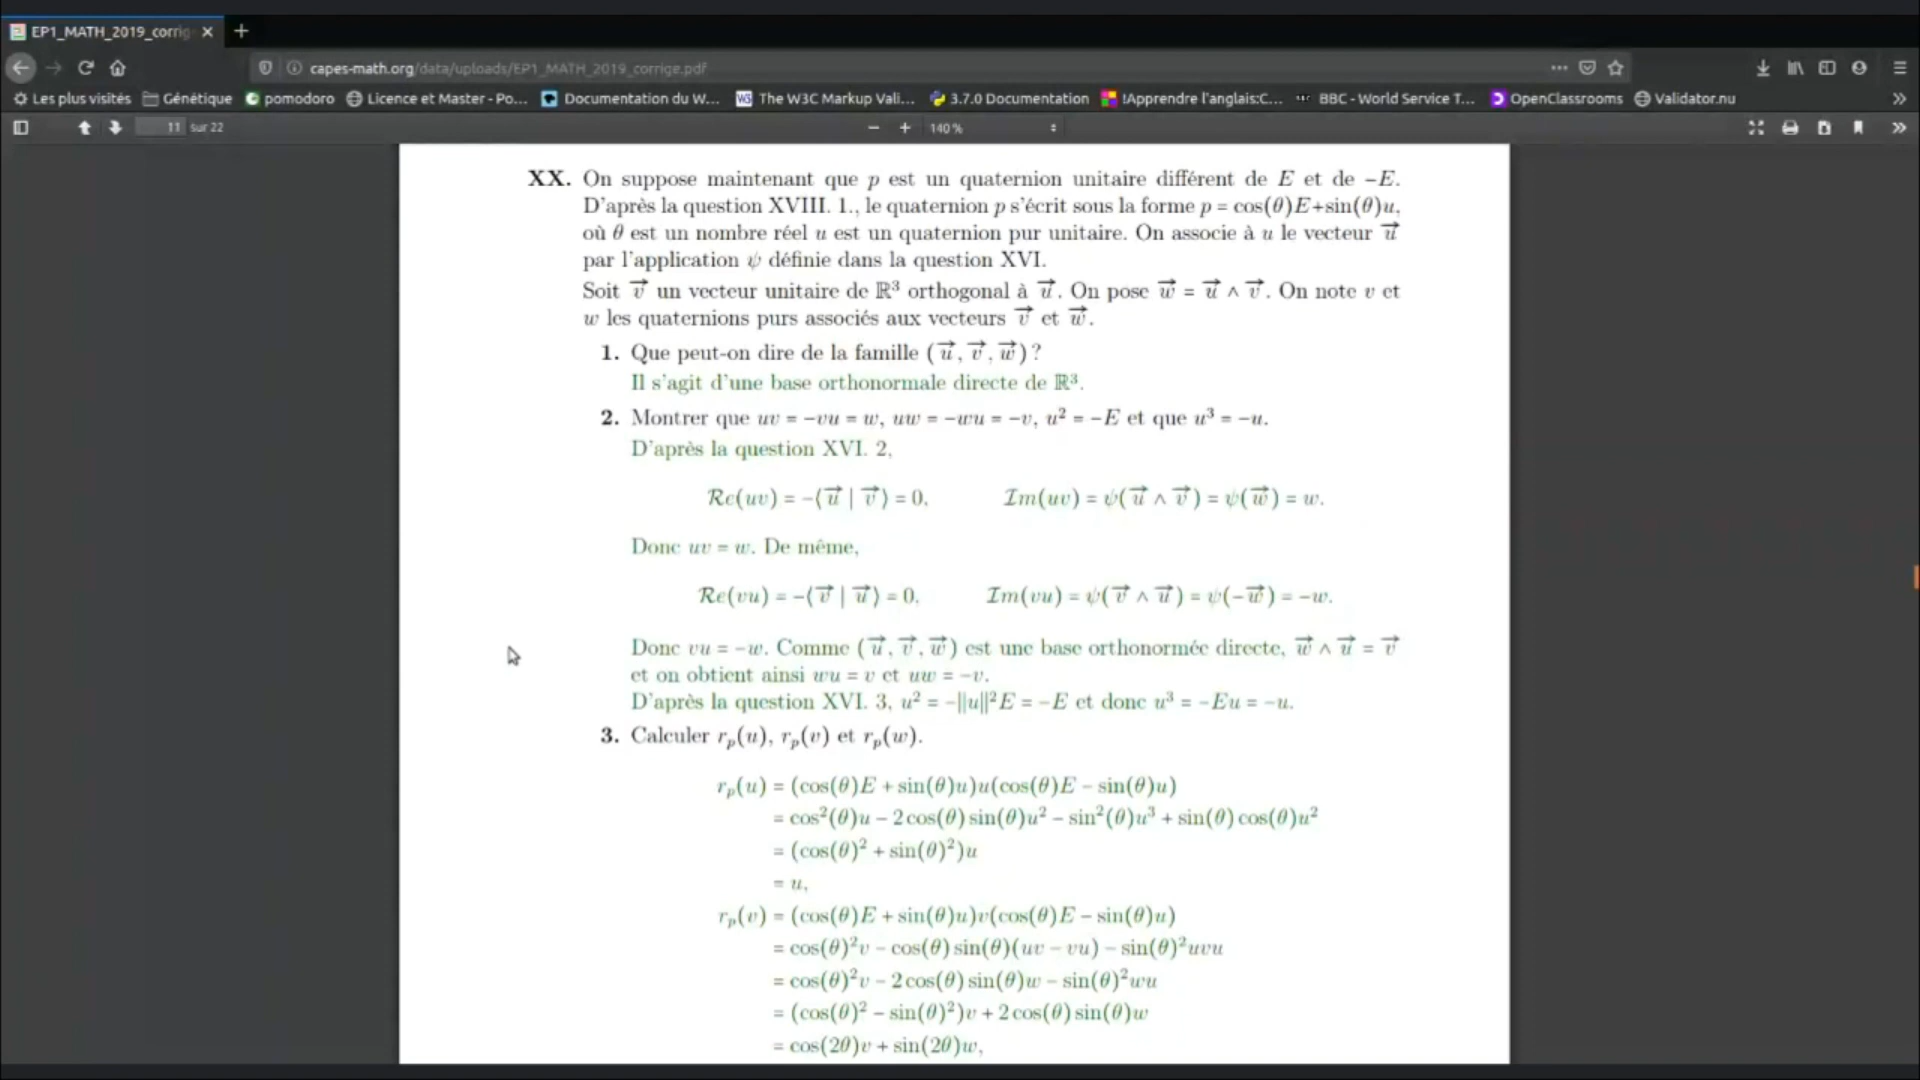 EP1_MATH_2019_corrig
capes-math.org/data/uploads/EP1_MATH_2019_corrige.pdf
Les plus visités Génétique pomodoro Licence et Master - Po... Documentation du W... The W3C Markup Vali... 3.7.0 Documentation !Apprendre l'anglais:C... BBC - World Service T... OpenClassrooms Validator.nu
11 sur 22 140 %
XX. On suppose maintenant que p est un quaternion unitaire différent de E et de −E.
D'après la question XVIII. 1., le quaternion p s'écrit sous la forme p = cos(θ)E+sin(θ)u,
où θ est un nombre réel u est un quaternion pur unitaire. On associe à u le vecteur u⃗
par l'application ψ définie dans la question XVI.
Soit v⃗ un vecteur unitaire de ℝ³ orthogonal à u⃗. On pose w⃗ = u⃗ ∧ v⃗. On note v et
w les quaternions purs associés aux vecteurs v⃗ et w⃗.
1. Que peut-on dire de la famille (u⃗, v⃗, w⃗)?
Il s'agit d'une base orthonormale directe de ℝ³.
2. Montrer que uv = −vu = w, uw = −wu = −v, u² = −E et que u³ = −u.
D'après la question XVI. 2,
Re(uv) = −⟨u⃗ | v⃗⟩ = 0, Im(uv) = ψ(u⃗ ∧ v⃗) = ψ(w⃗) = w.
Donc uv = w. De même,
Re(vu) = −⟨v⃗ | u⃗⟩ = 0, Im(vu) = ψ(v⃗ ∧ u⃗) = ψ(−w⃗) = −w.
Donc vu = −w. Comme (u⃗, v⃗, w⃗) est une base orthonormée directe, w⃗ ∧ u⃗ = v⃗
et on obtient ainsi wu = v et uw = −v.
D'après la question XVI. 3, u² = −||u||²E = −E et donc u³ = −Eu = −u.
3. Calculer rₚ(u), rₚ(v) et rₚ(w).
rₚ(u) = (cos(θ)E + sin(θ)u)u(cos(θ)E − sin(θ)u)
= cos²(θ)u − 2cos(θ)sin(θ)u² − sin²(θ)u³ + sin(θ)cos(θ)u²
= (cos(θ)² + sin(θ)²)u
= u,
rₚ(v) = (cos(θ)E + sin(θ)u)v(cos(θ)E − sin(θ)u)
= cos(θ)²v − cos(θ)sin(θ)(uv − vu) − sin(θ)²uvu
= cos(θ)²v − 2cos(θ)sin(θ)w − sin(θ)²wu
= (cos(θ)² − sin(θ)²)v + 2cos(θ)sin(θ)w
= cos(2θ)v + sin(2θ)w,